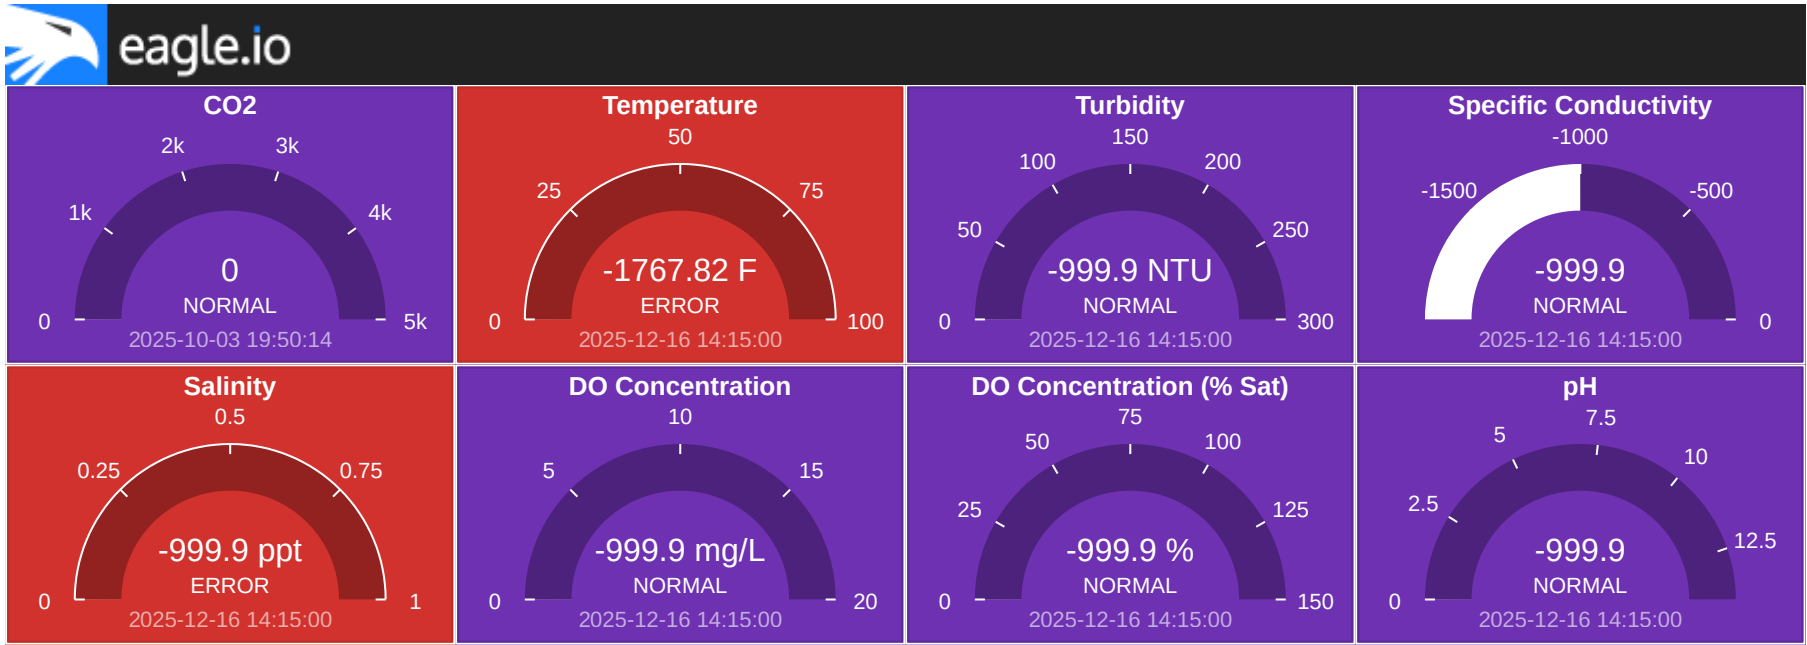 eagle.io
CO2
2k 3k
1k 4k
0
NORMAL
0 5k
2025-10-03 19:50:14
Temperature
50
25 75
-1767.82 F
ERROR
0 100
2025-12-16 14:15:00
Turbidity
150
100 200
50 250
-999.9 NTU
NORMAL
0 300
2025-12-16 14:15:00
Specific Conductivity
-1000
-1500 -500
-999.9
NORMAL
0
2025-12-16 14:15:00
Salinity
0.5
0.25 0.75
-999.9 ppt
ERROR
0 1
2025-12-16 14:15:00
DO Concentration
10
5 15
-999.9 mg/L
NORMAL
0 20
2025-12-16 14:15:00
DO Concentration (% Sat)
75
50 100
25 125
-999.9 %
NORMAL
0 150
2025-12-16 14:15:00
pH
7.5
5 10
2.5 12.5
-999.9
NORMAL
0
2025-12-16 14:15:00